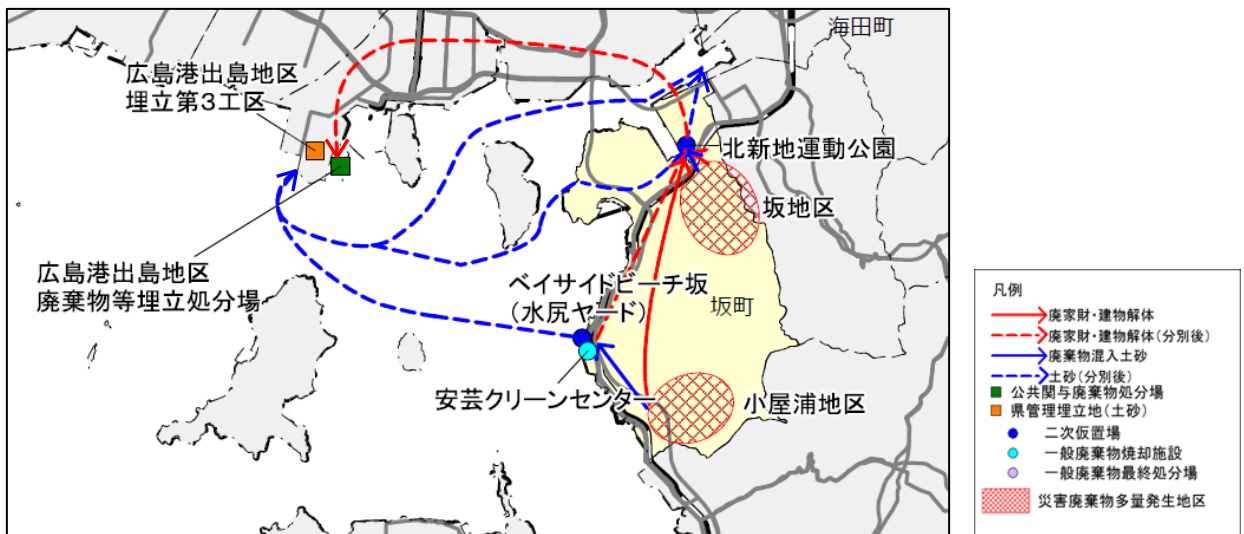 海田町
広島港出島地区
埋立第3工区
北新地運動公園
坂地区
広島港出島地区
廃棄物等埋立処分場
ベイサイドビーチ坂
(水尻ヤード)
坂町
安芸クリーンセンター
小屋浦地区
凡例
廃家財・建物解体
廃家財・建物解体(分別後)
廃棄物混入土砂
土砂(分別後)
公共関与廃棄物処分場
県管理埋立地(土砂)
二次仮置場
一般廃棄物焼却施設
一般廃棄物最終処分場
災害廃棄物多量発生地区